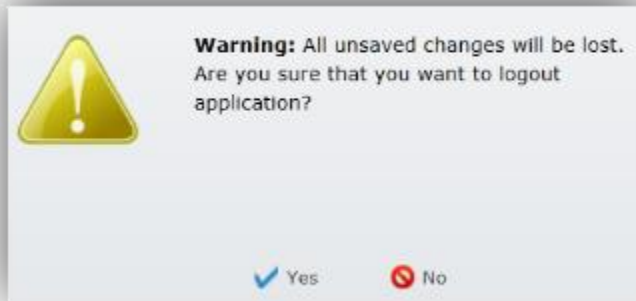 Warning: All unsaved changes will be lost.
Are you sure that you want to logout
application?
Yes No